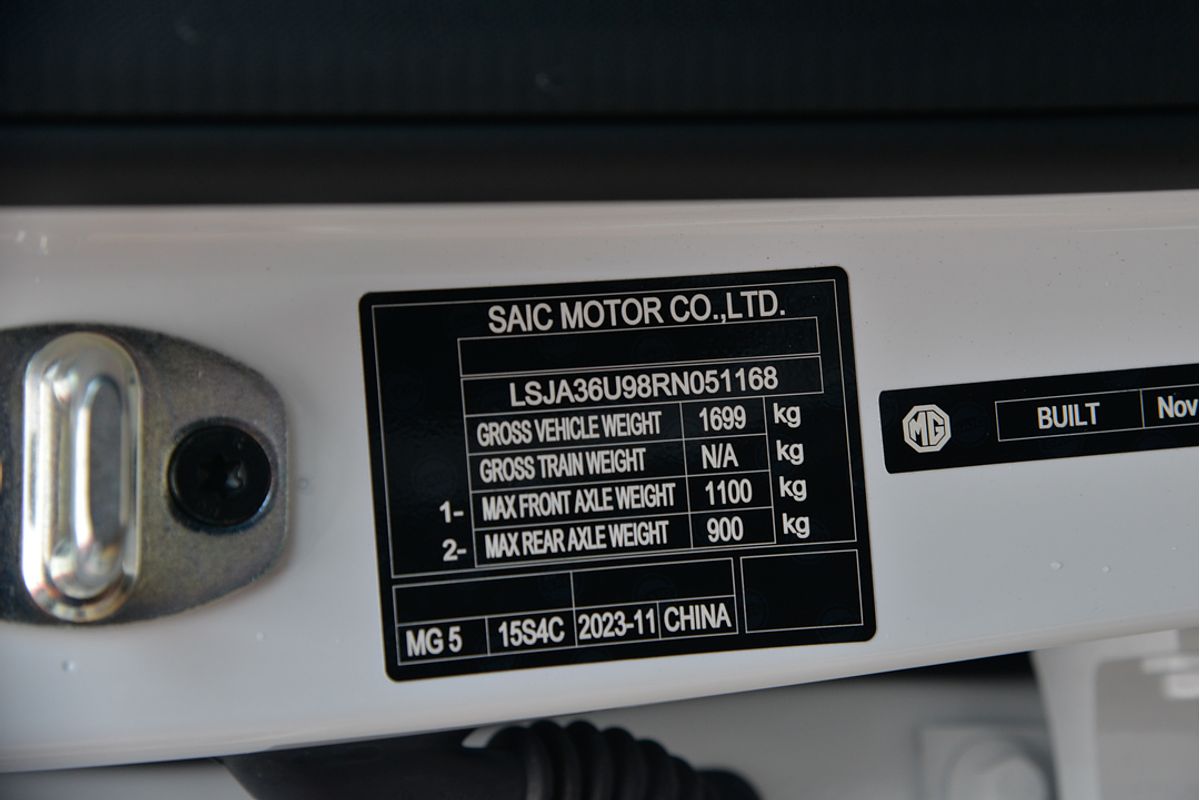 SAIC MOTOR CO.,LTD.
LSJA36U98RN051168
GROSS VEHICLE WEIGHT 1699 kg
GROSS TRAIN WEIGHT N/A kg
1- MAX FRONT AXLE WEIGHT 1100 kg
2- MAX REAR AXLE WEIGHT 900 kg
MG 5 15S4C 2023-11 CHINA
MG BUILT Nov